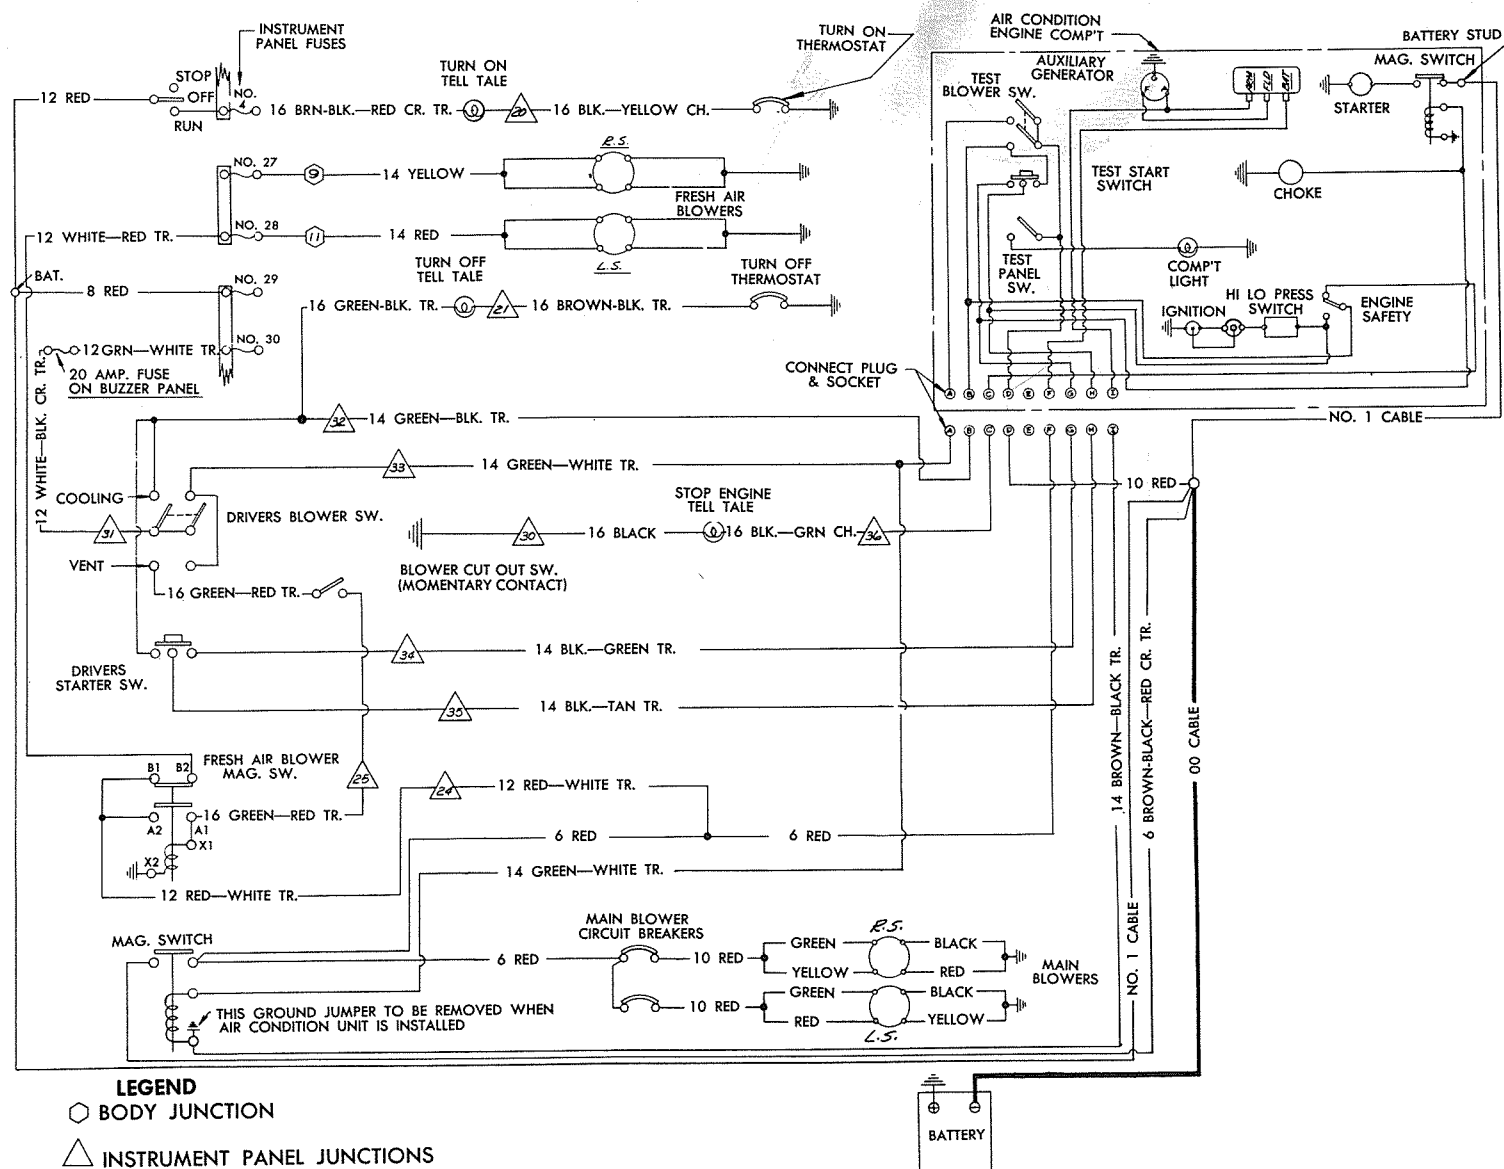 INSTRUMENT
PANEL FUSES
TURN ON
THERMOSTAT
AIR CONDITION
ENGINE COMP'T
BATTERY STUD
MAG. SWITCH
STOP
OFF
RUN
12 RED
NO.
4
TURN ON
TELL TALE
16 BRN-BLK.—RED CR. TR.
20
16 BLK.—YELLOW CH.
TEST
BLOWER SW.
AUXILIARY
GENERATOR
F
A
ARM
FLD
BAT
STARTER
NO. 27
9
14 YELLOW
R.S.
FRESH AIR
BLOWERS
TEST START
SWITCH
CHOKE
12 WHITE—RED TR.
NO. 28
11
14 RED
L.S.
TEST
PANEL
SW.
COMP'T
LIGHT
BAT.
8 RED
NO. 29
TURN OFF
TELL TALE
16 GREEN-BLK. TR.
21
16 BROWN-BLK. TR.
TURN OFF
THERMOSTAT
IGNITION
HI LO PRESS
SWITCH
ENGINE
SAFETY
12 GRN—WHITE TR.
NO. 30
20 AMP. FUSE
ON BUZZER PANEL
CONNECT PLUG
& SOCKET
A B C D E F G H I
A B C D E F G H I
NO. 1 CABLE
12 WHITE—BLK. CR. TR.
32
14 GREEN—BLK. TR.
33
14 GREEN—WHITE TR.
10 RED
COOLING
DRIVERS BLOWER SW.
31
STOP ENGINE
TELL TALE
30
16 BLACK
16 BLK.—GRN CH.
36
VENT
BLOWER CUT OUT SW.
(MOMENTARY CONTACT)
16 GREEN—RED TR.
DRIVERS
STARTER SW.
34
14 BLK.—GREEN TR.
35
14 BLK.—TAN TR.
14 BROWN—BLACK TR.
6 BROWN-BLACK—RED CR. TR.
00 CABLE
FRESH AIR BLOWER
MAG. SW.
B1
B2
25
24
12 RED—WHITE TR.
16 GREEN—RED TR.
A2
A1
X1
X2
6 RED
6 RED
14 GREEN—WHITE TR.
12 RED—WHITE TR.
NO. 1 CABLE
MAG. SWITCH
6 RED
MAIN BLOWER
CIRCUIT BREAKERS
10 RED
R.S.
GREEN
BLACK
YELLOW
RED
MAIN
BLOWERS
10 RED
GREEN
BLACK
RED
YELLOW
L.S.
THIS GROUND JUMPER TO BE REMOVED WHEN
AIR CONDITION UNIT IS INSTALLED
LEGEND
BODY JUNCTION
INSTRUMENT PANEL JUNCTIONS
BATTERY